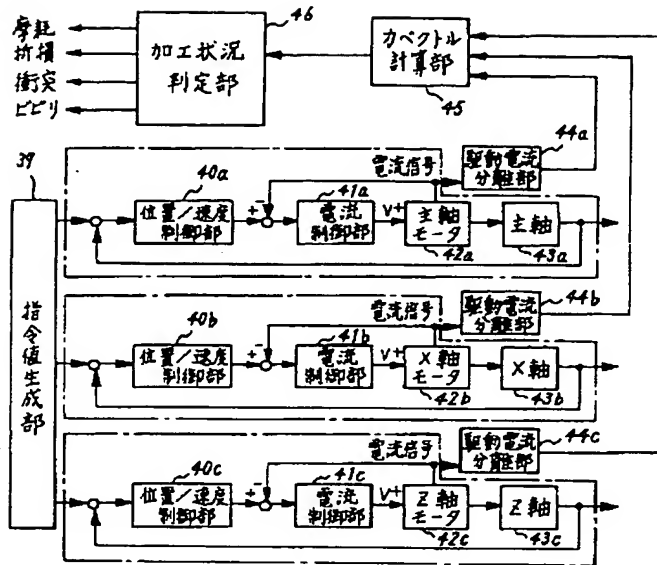 摩耗
折損
衝突
ビビリ
46
加工状況
判定部
力ベクトル
計算部
45
39
指令値生成部
電流信号
駆動電流
分離部
44a
40a
位置/速度
制御部
+
-
41a
電流
制御部
V+
主軸
モータ
42a
主軸
43a
電流信号
駆動電流
分離部
44b
40b
位置/速度
制御部
+
-
41b
電流
制御部
V+
X軸
モータ
42b
X軸
43b
電流信号
駆動電流
分離部
44c
40c
位置/速度
制御部
+
-
41c
電流
制御部
V+
Z軸
モータ
42c
Z軸
43c